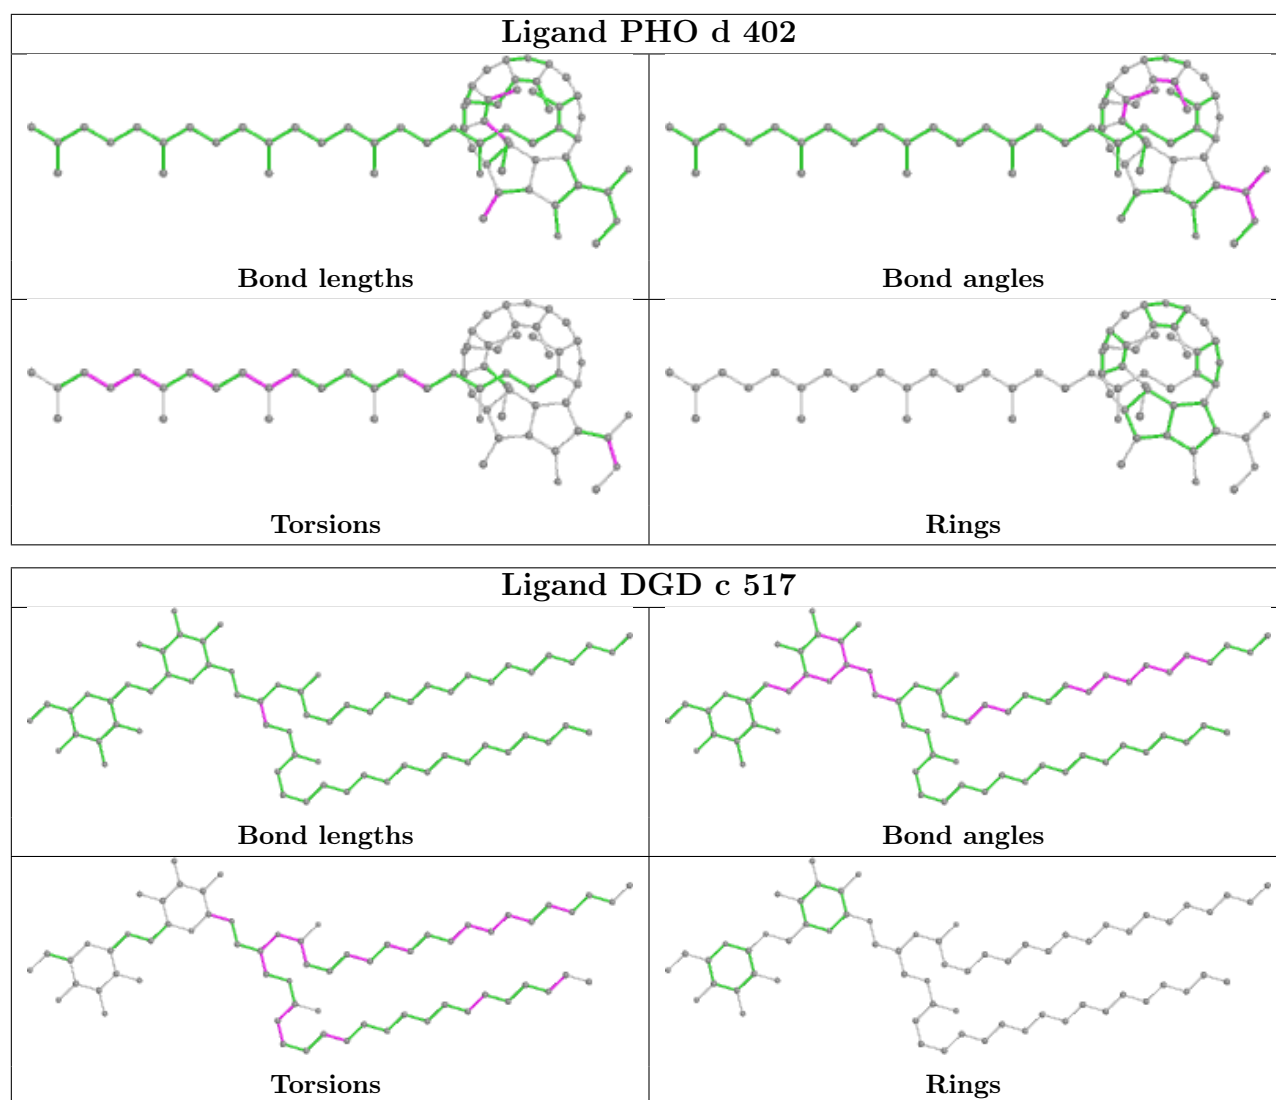 Ligand PHO d 402
Bond lengths
Bond angles
Torsions
Rings
Ligand DGD c 517
Bond lengths
Bond angles
Torsions
Rings